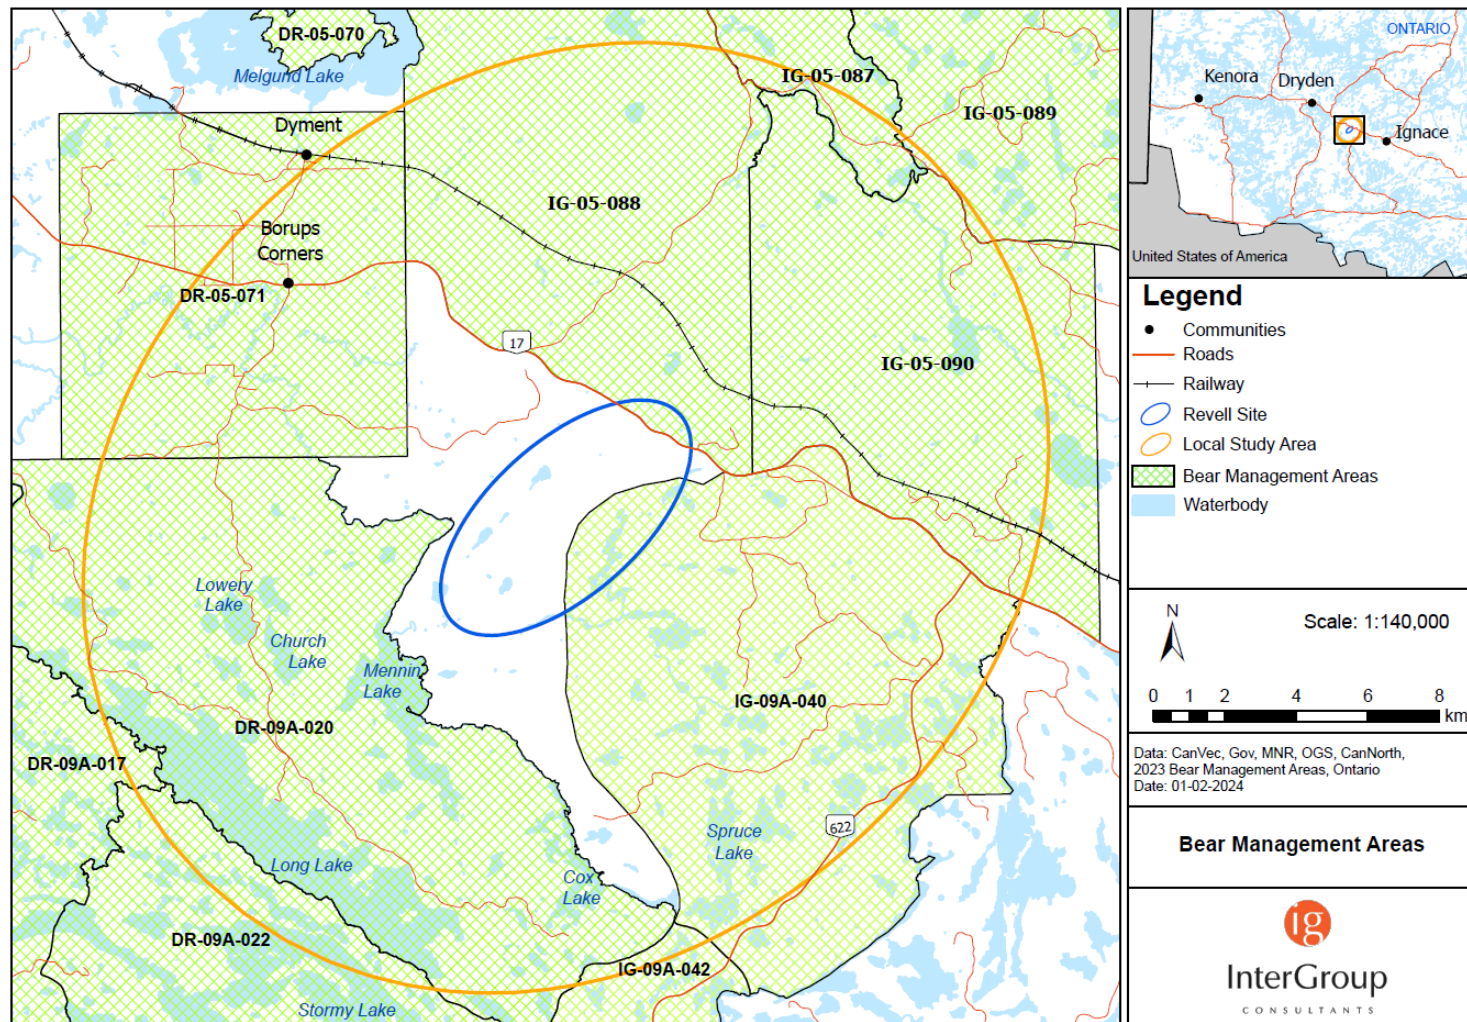 DR-05-070
Melgund Lake
IG-05-087
IG-05-089
Dyment
IG-05-088
Borups
Corners
DR-05-071
17
IG-05-090
Lowery
Lake
Church
Lake
Mennin
Lake
IG-09A-040
DR-09A-020
DR-09A-017
622
Spruce
Lake
Long Lake
Cox
Lake
DR-09A-022
IG-09A-042
Stormy Lake
ONTARIO
Kenora
Dryden
Ignace
United States of America
Legend
Communities
Roads
Railway
Revell Site
Local Study Area
Bear Management Areas
Waterbody
N
Scale: 1:140,000
0 1 2 4 6 8
km
Data: CanVec, Gov, MNR, OGS, CanNorth,
2023 Bear Management Areas, Ontario
Date: 01-02-2024
Bear Management Areas
ig
InterGroup
CONSULTANTS